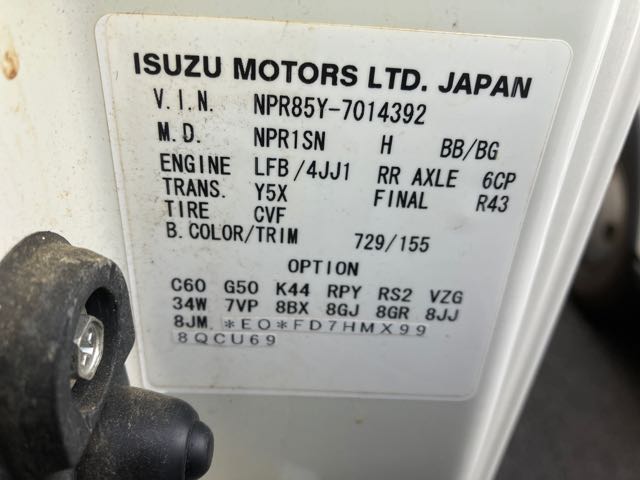 ISUZU MOTORS LTD. JAPAN
V.I.N. NPR85Y-7014392
M.D. NPR1SN H BB/BG
ENGINE LFB/4JJ1 RR AXLE 6CP
TRANS. Y5X FINAL R43
TIRE CVF
B.COLOR/TRIM 729/155
OPTION
C60 G50 K44 RPY RS2 VZG
34W 7VP 8BX 8GJ 8GR 8JJ
8JM *EO*FD7HMX99
8QCU69